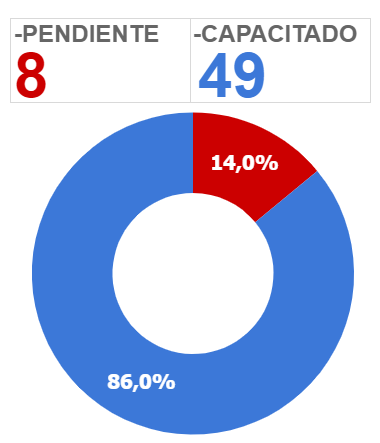 -PENDIENTE
-CAPACITADO
8
49
14,0%
86,0%